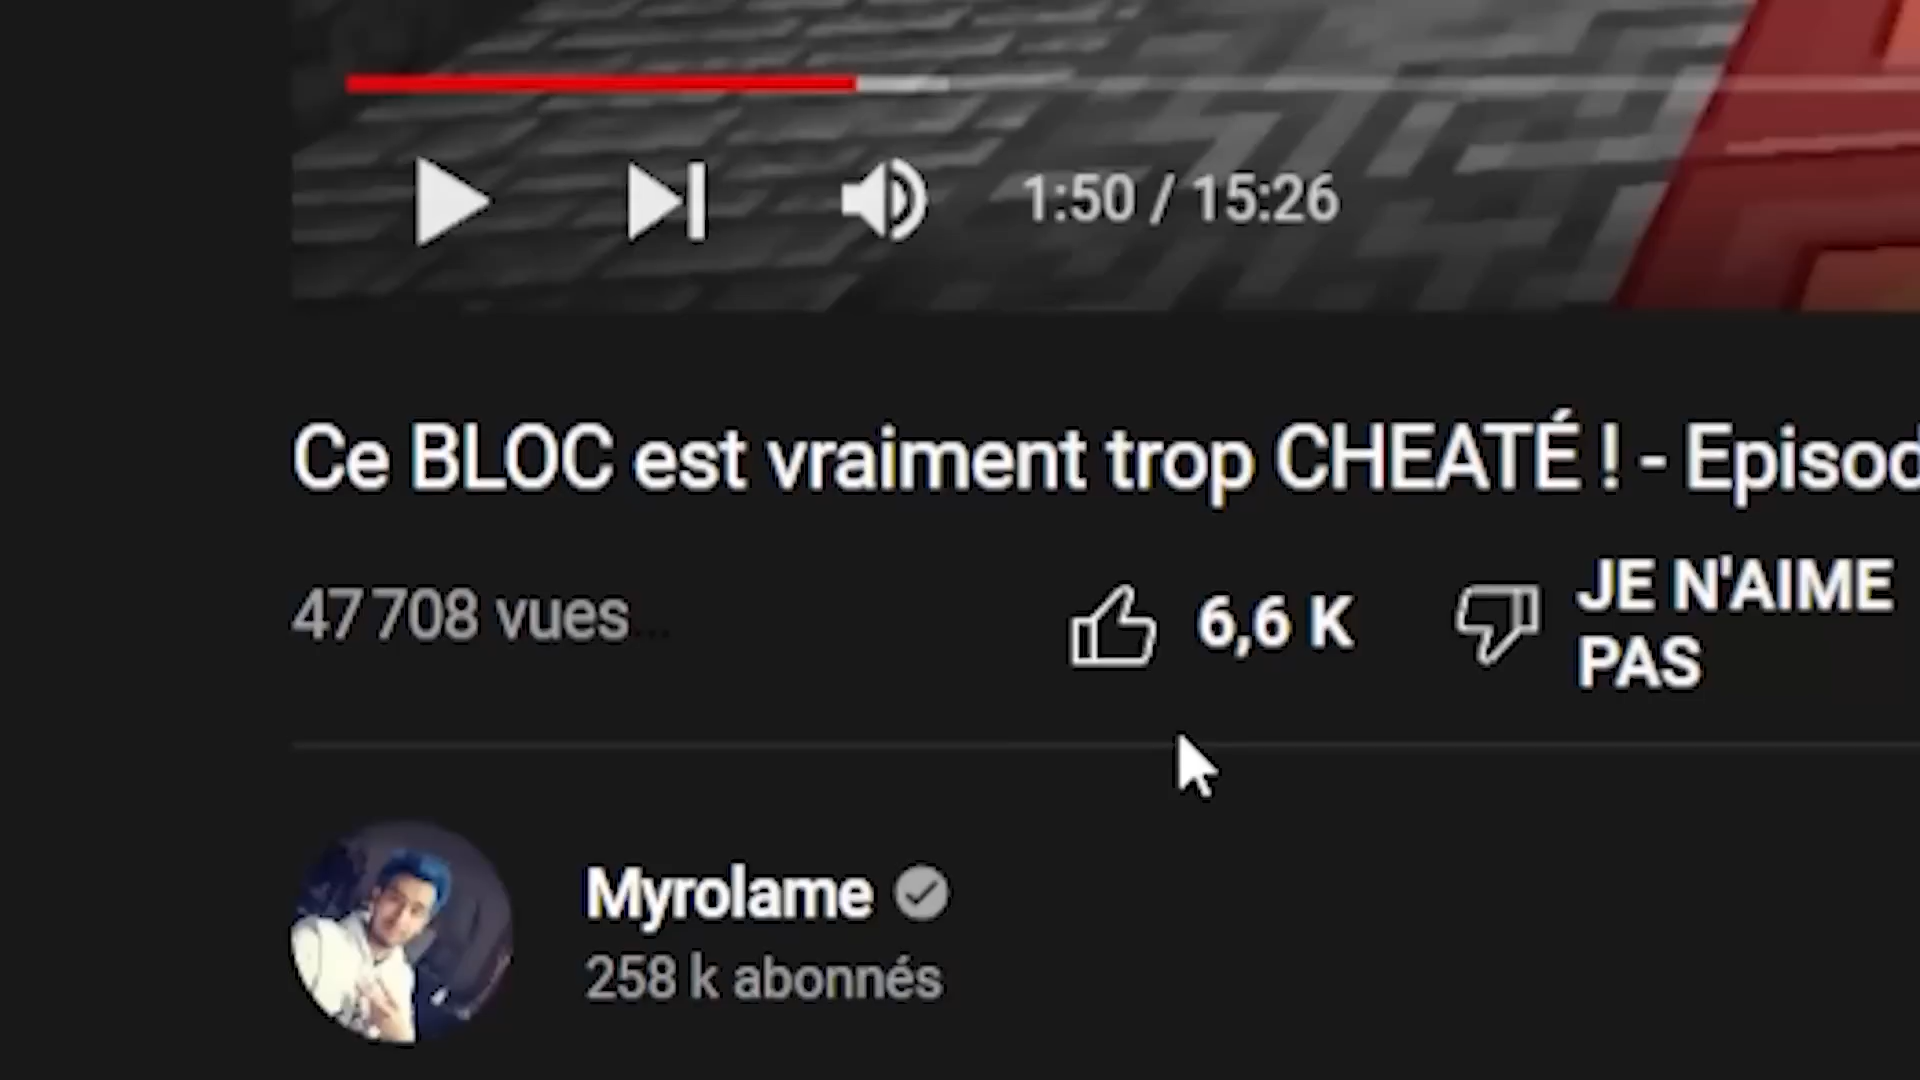 1:50 / 15:26
Ce BLOC est vraiment trop CHEATÉ ! - Episod
47 708 vues
6,6 K
JE N'AIME
PAS
Myrolame
258 k abonnés